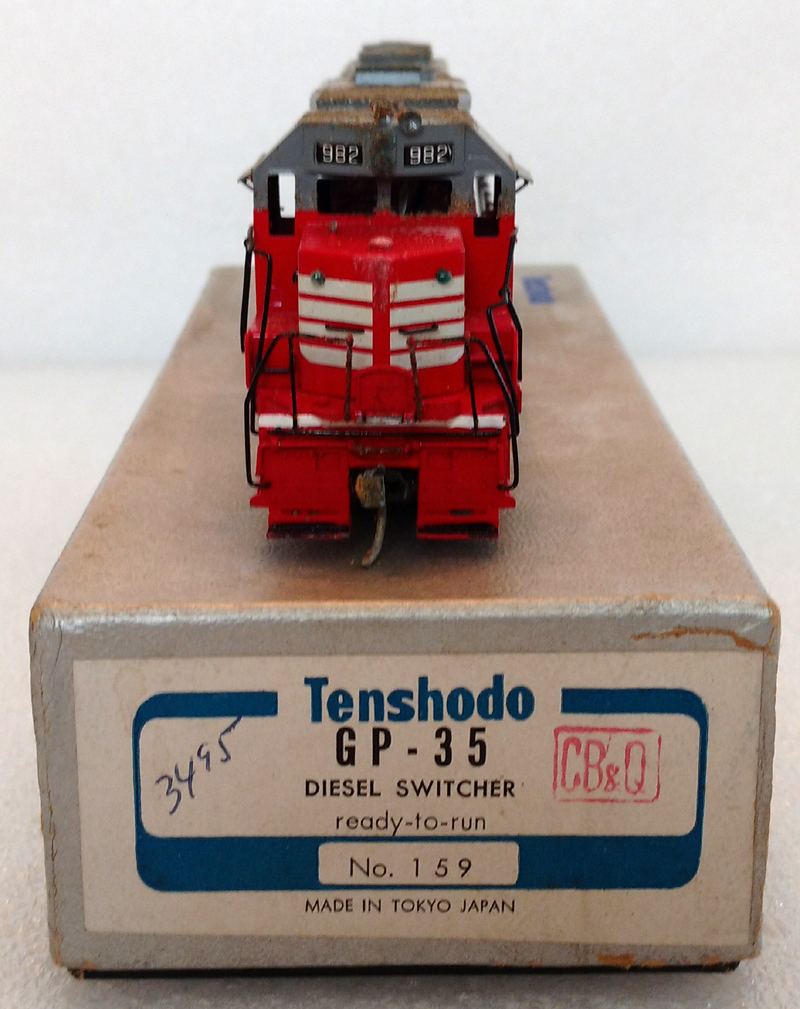 982 982
Tenshodo
GP-35
DIESEL SWITCHER
ready-to-run
3495
CB&Q
No. 159
MADE IN TOKYO JAPAN